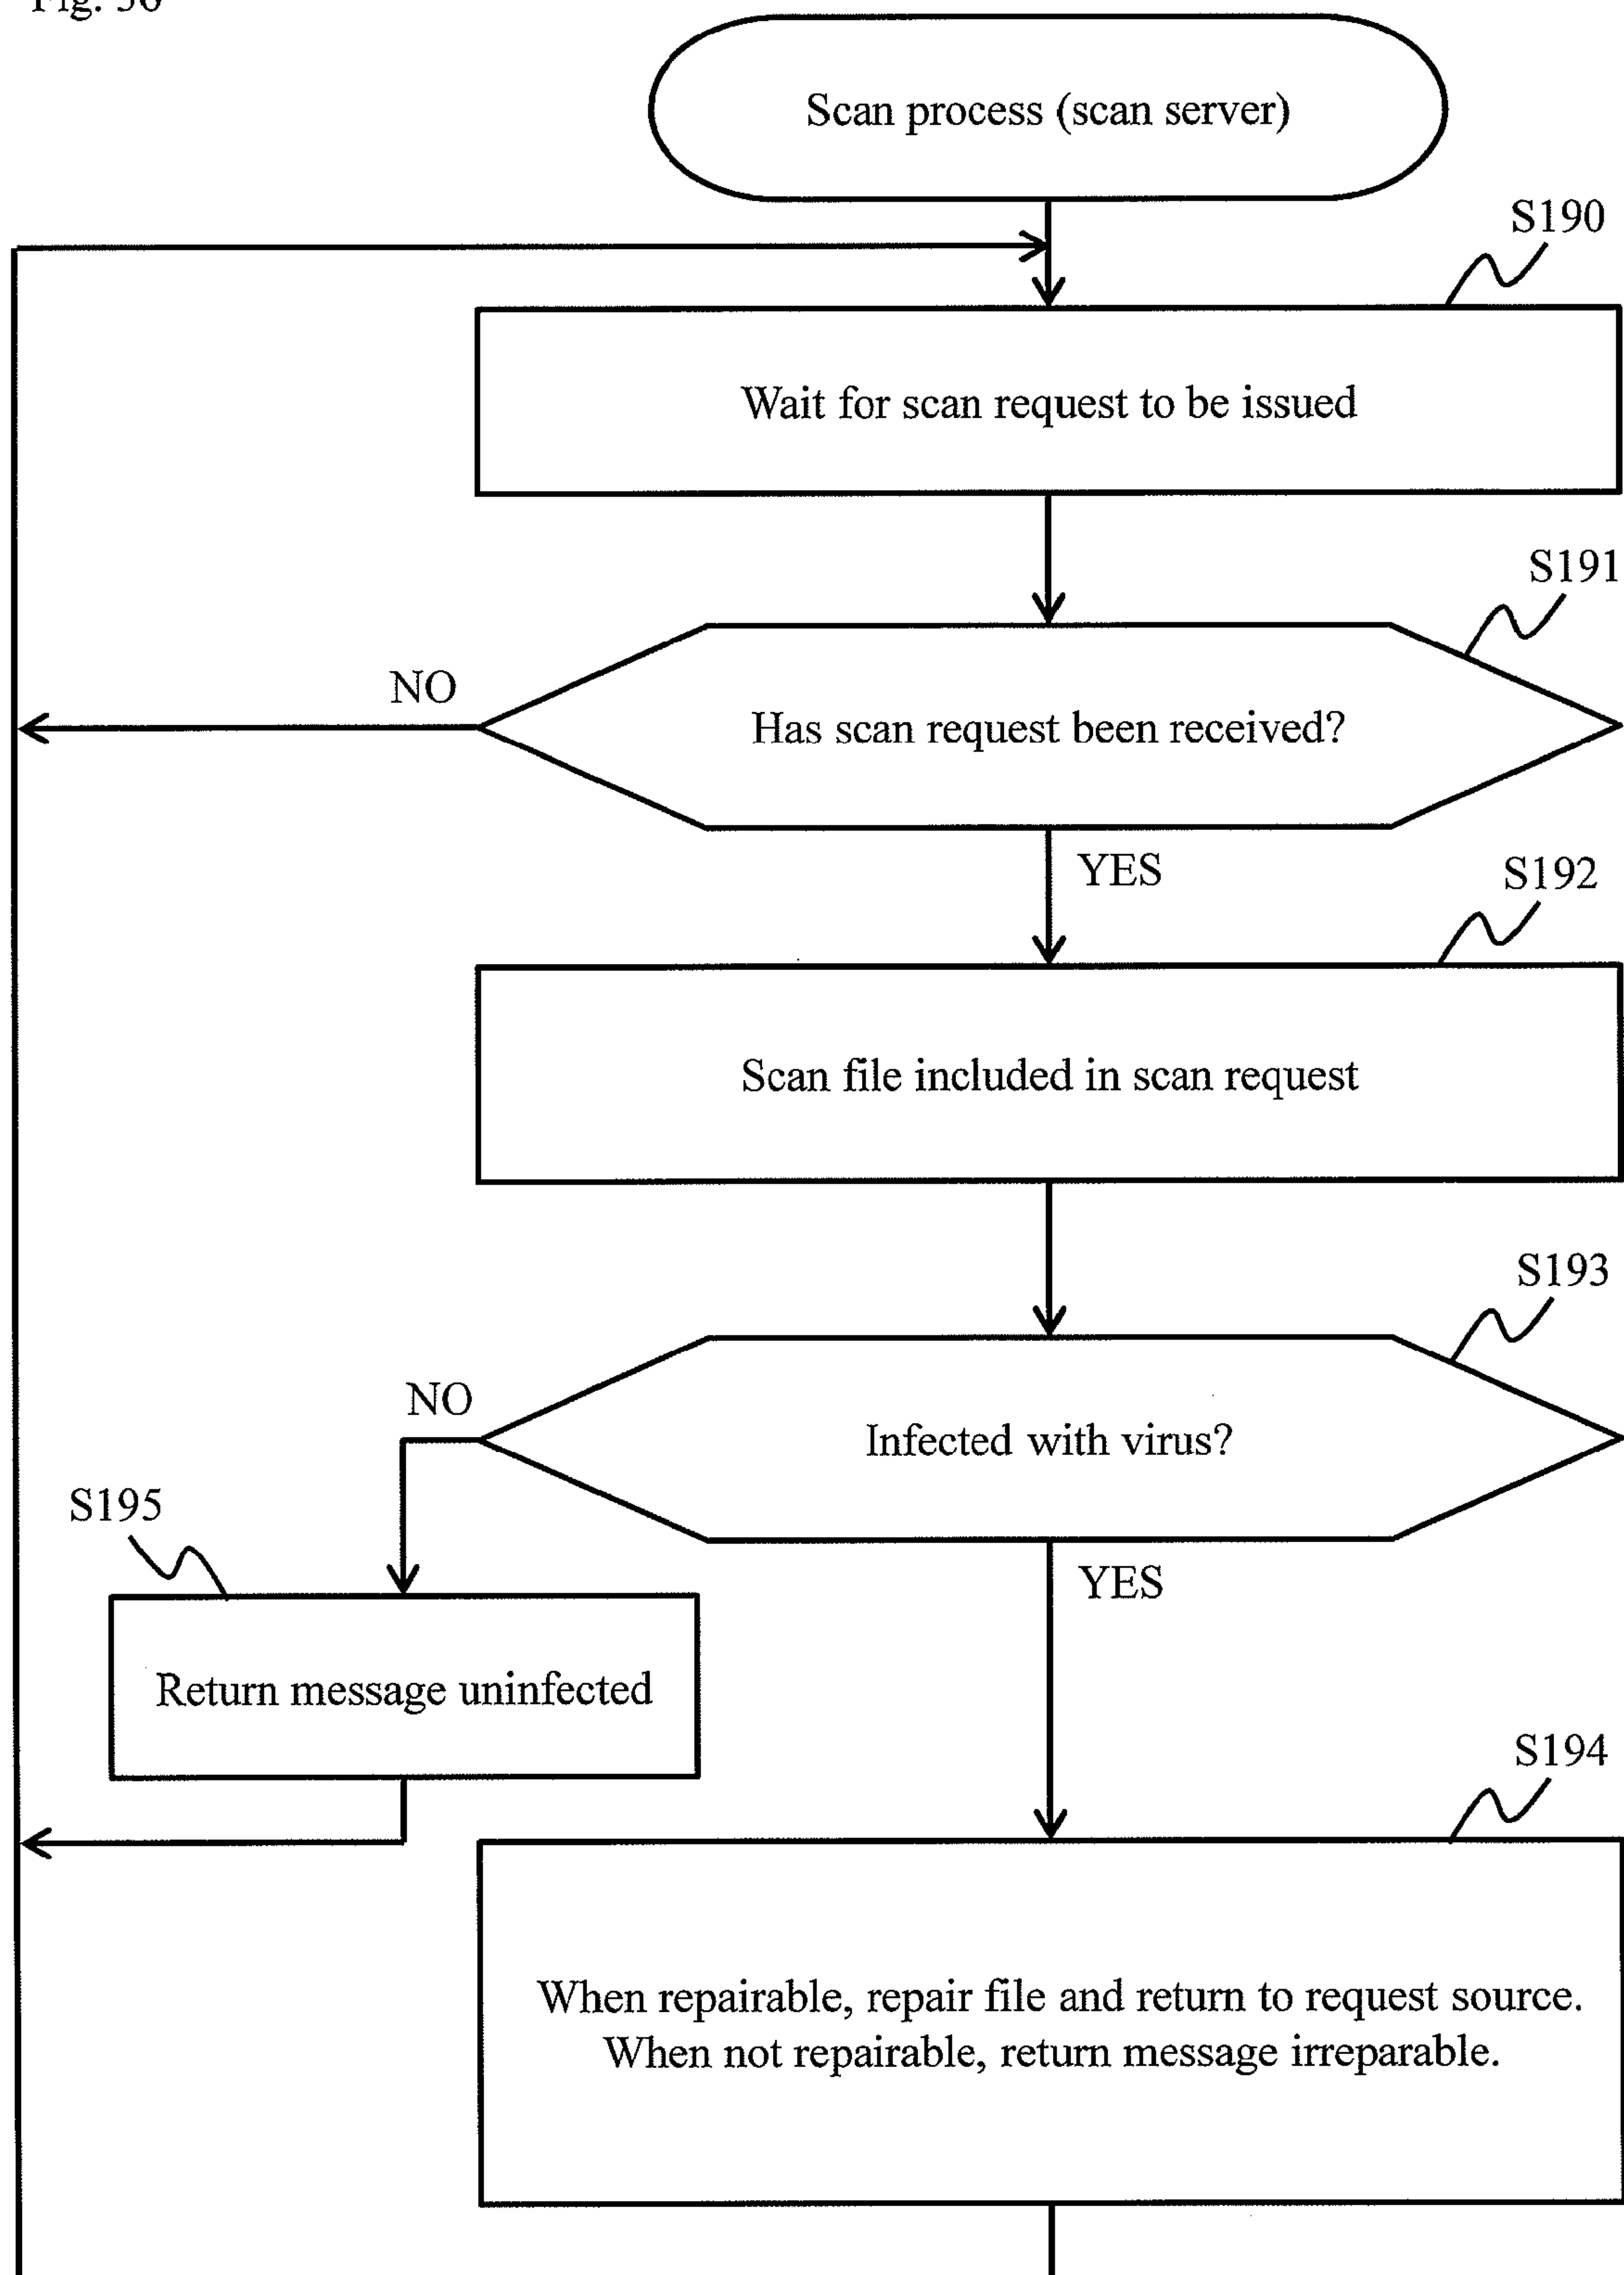 Scan process (scan server)
S190
Wait for scan request to be issued
S191
NO
Has scan request been received?
YES
S192
Scan file included in scan request
S193
NO
Infected with virus?
S195
YES
Return message uninfected
S194
When repairable, repair file and return to request source.
When not repairable, return message irreparable.